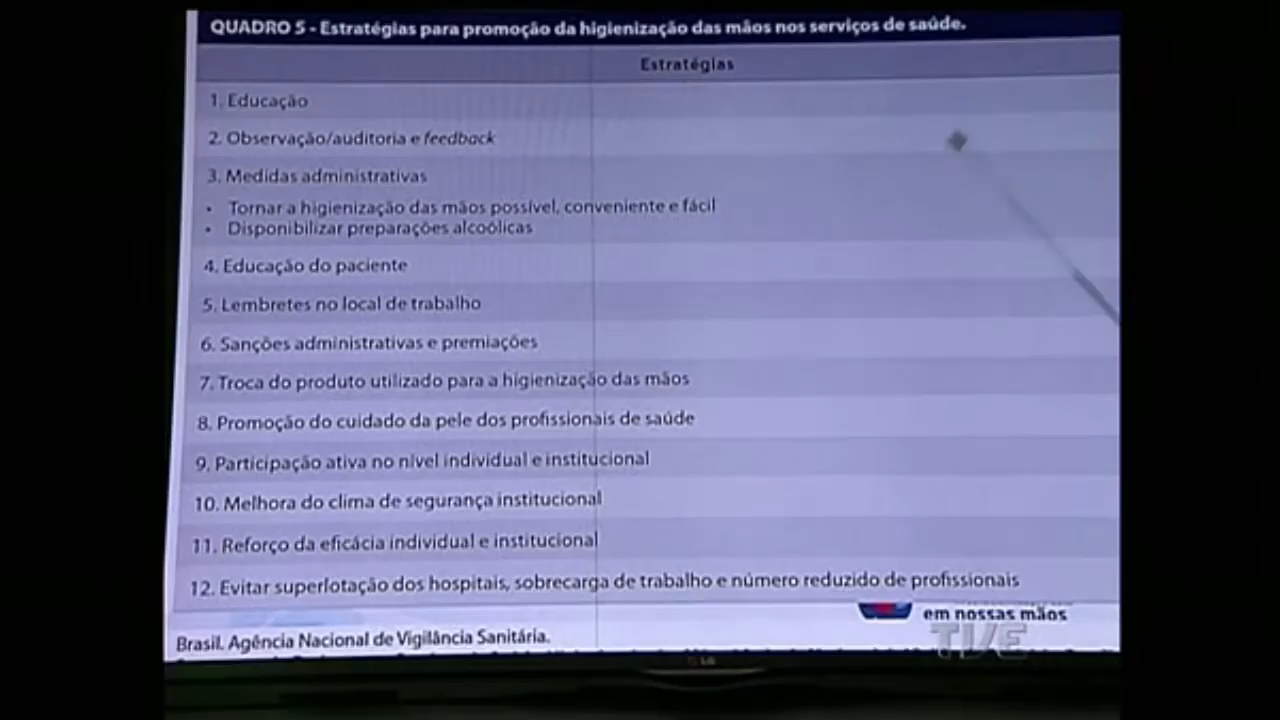 QUADRO 5 - Estratégias para promoção da higienização das mãos nos serviços de saúde.
Estratégias
1. Educação
2. Observação/auditoria e feedback
3. Medidas administrativas
• Tornar a higienização das mãos possível, conveniente e fácil
• Disponibilizar preparações alcoólicas
4. Educação do paciente
5. Lembretes no local de trabalho
6. Sanções administrativas e premiações
7. Troca do produto utilizado para a higienização das mãos
8. Promoção do cuidado da pele dos profissionais de saúde
9. Participação ativa no nível individual e institucional
10. Melhora do clima de segurança institucional
11. Reforço da eficácia individual e institucional
12. Evitar superlotação dos hospitais, sobrecarga de trabalho e número reduzido de profissionais
em nossas mãos
TVE
Brasil. Agência Nacional de Vigilância Sanitária.
LG